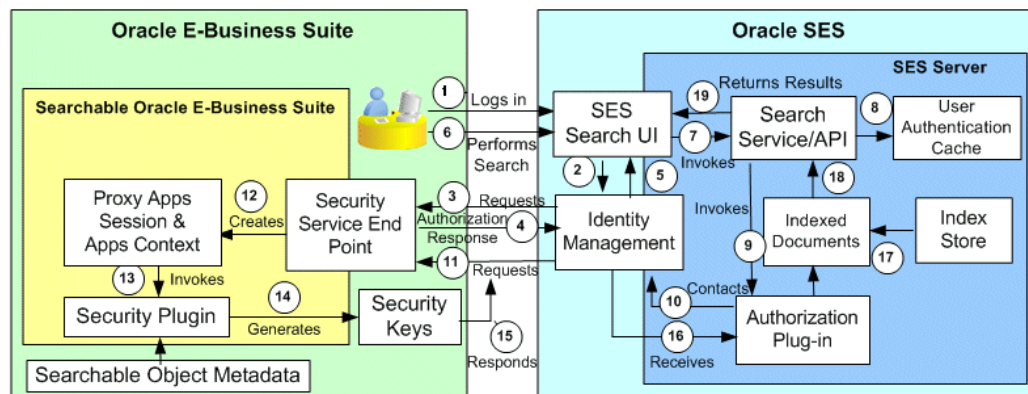 Oracle E-Business Suite
Oracle SES
SES Server
Searchable Oracle E-Business Suite
1
Logs in
6
Performs
Search
SES
Search UI
19
Returns Results
7
Invokes
Search
Service/API
8
User
Authentication
Cache
2
5
18
Proxy Apps
Session &
Apps Context
12
Creates
Security
Service End
Point
3
Requests
Authorization
Response
4
11
Requests
Identity
Management
Invokes
9
Indexed
Documents
17
Index
Store
13
Invokes
14
Generates
Security Plugin
Security
Keys
15
Responds
10
Contacts
16
Receives
Authorization
Plug-in
Searchable Object Metadata